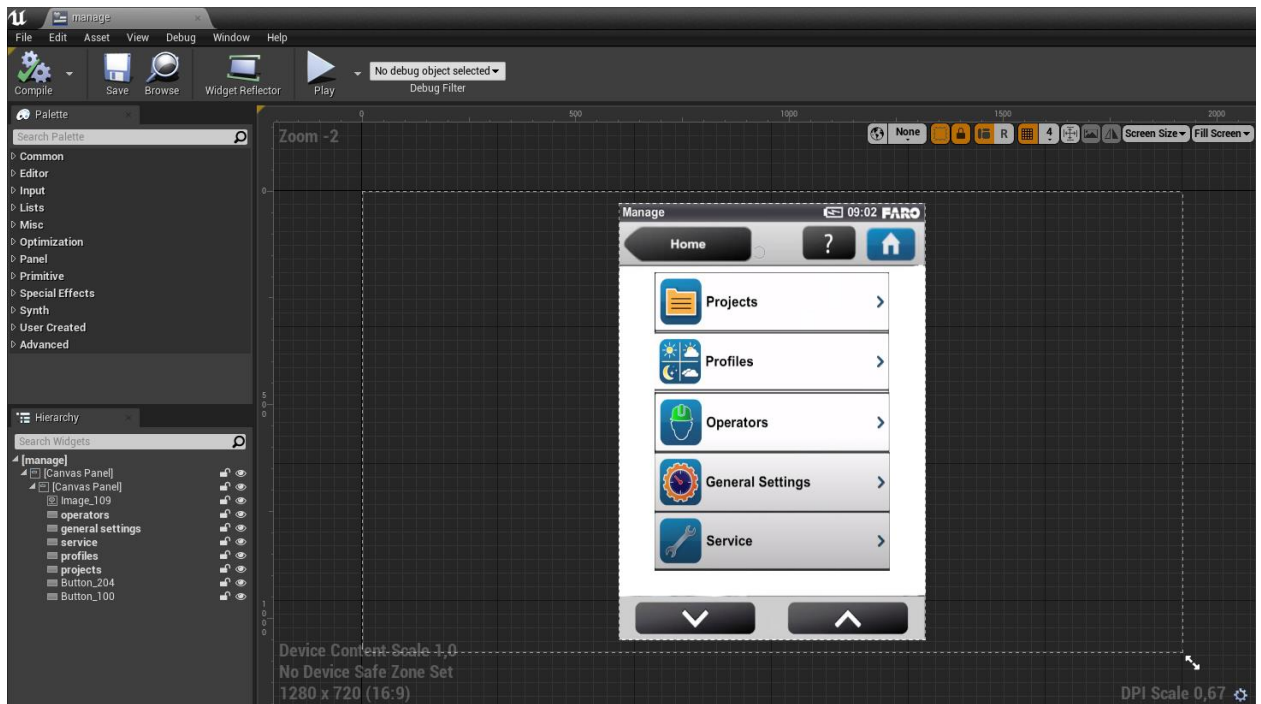 manage
File Edit Asset View Debug Window Help
Compile Save Browse Widget Reflector Play No debug object selected
Debug Filter
Palette
Search Palette
Common
Editor
Input
Lists
Misc
Optimization
Panel
Primitive
Special Effects
Synth
User Created
Advanced
Hierarchy
Search Widgets
[manage]
[Canvas Panel]
[Canvas Panel]
Image_109
operators
general settings
service
profiles
projects
Button_204
Button_100
0 500 1000 1500 2000
Zoom -2
None R 4 Screen Size Fill Screen
0
500
1000
Manage 09:02 FARO
Home ?
Projects
Profiles
Operators
General Settings
Service
Device Content Scale 1,0
No Device Safe Zone Set
1280 x 720 (16:9)
DPI Scale 0,67